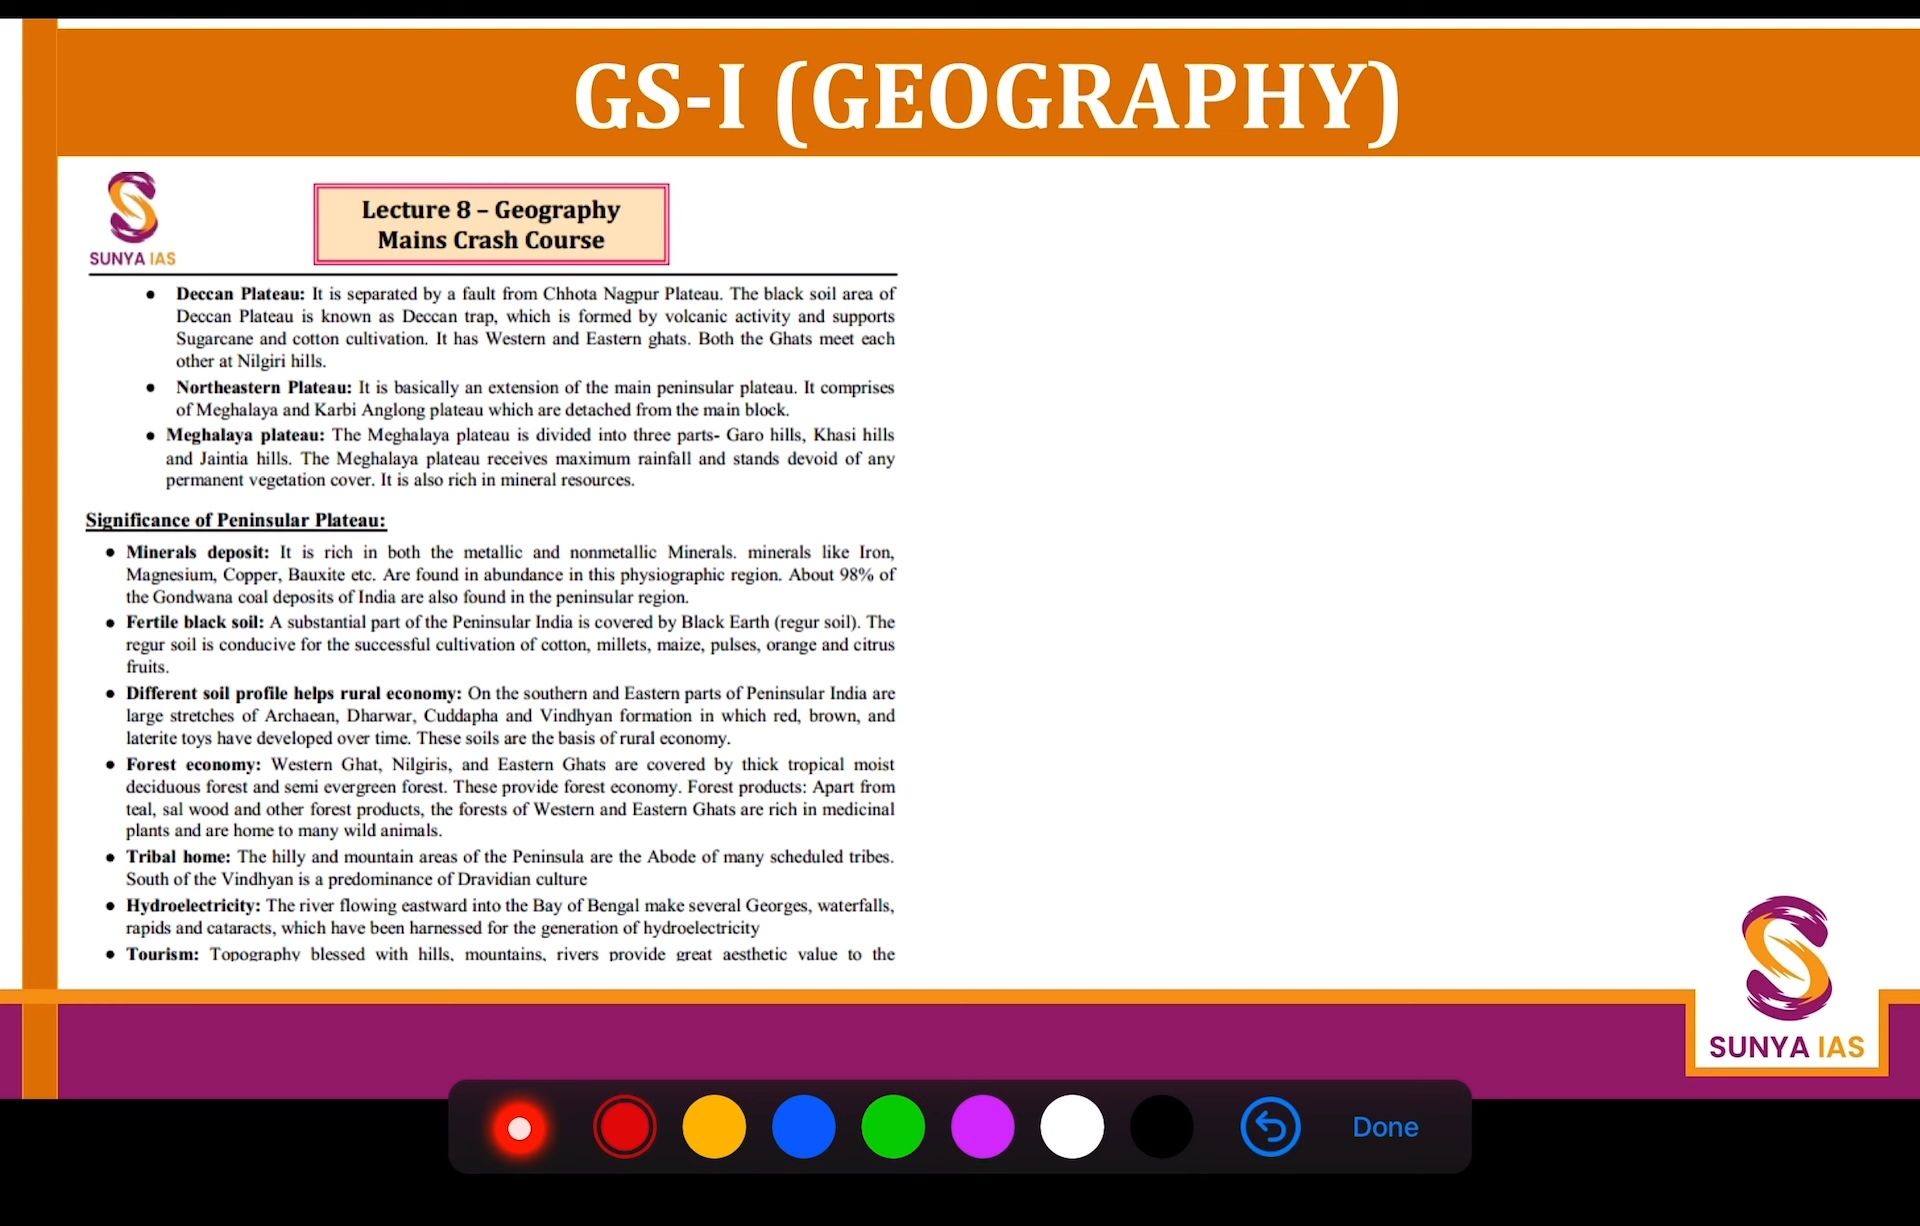 GS-I (GEOGRAPHY)
SUNYA IAS
Lecture 8 – Geography
Mains Crash Course
● Deccan Plateau: It is separated by a fault from Chhota Nagpur Plateau. The black soil area of
Deccan Plateau is known as Deccan trap, which is formed by volcanic activity and supports
Sugarcane and cotton cultivation. It has Western and Eastern ghats. Both the Ghats meet each
other at Nilgiri hills.
● Northeastern Plateau: It is basically an extension of the main peninsular plateau. It comprises
of Meghalaya and Karbi Anglong plateau which are detached from the main block.
● Meghalaya plateau: The Meghalaya plateau is divided into three parts- Garo hills, Khasi hills
and Jaintia hills. The Meghalaya plateau receives maximum rainfall and stands devoid of any
permanent vegetation cover. It is also rich in mineral resources.
Significance of Peninsular Plateau:
● Minerals deposit: It is rich in both the metallic and nonmetallic Minerals. minerals like Iron,
Magnesium, Copper, Bauxite etc. Are found in abundance in this physiographic region. About 98% of
the Gondwana coal deposits of India are also found in the peninsular region.
● Fertile black soil: A substantial part of the Peninsular India is covered by Black Earth (regur soil). The
regur soil is conducive for the successful cultivation of cotton, millets, maize, pulses, orange and citrus
fruits.
● Different soil profile helps rural economy: On the southern and Eastern parts of Peninsular India are
large stretches of Archaean, Dharwar, Cuddapha and Vindhyan formation in which red, brown, and
laterite toys have developed over time. These soils are the basis of rural economy.
● Forest economy: Western Ghat, Nilgiris, and Eastern Ghats are covered by thick tropical moist
deciduous forest and semi evergreen forest. These provide forest economy. Forest products: Apart from
teal, sal wood and other forest products, the forests of Western and Eastern Ghats are rich in medicinal
plants and are home to many wild animals.
● Tribal home: The hilly and mountain areas of the Peninsula are the Abode of many scheduled tribes.
South of the Vindhyan is a predominance of Dravidian culture
● Hydroelectricity: The river flowing eastward into the Bay of Bengal make several Georges, waterfalls,
rapids and cataracts, which have been harnessed for the generation of hydroelectricity
● Tourism: Topography blessed with hills, mountains, rivers provide great aesthetic value to the
SUNYA IAS
Done